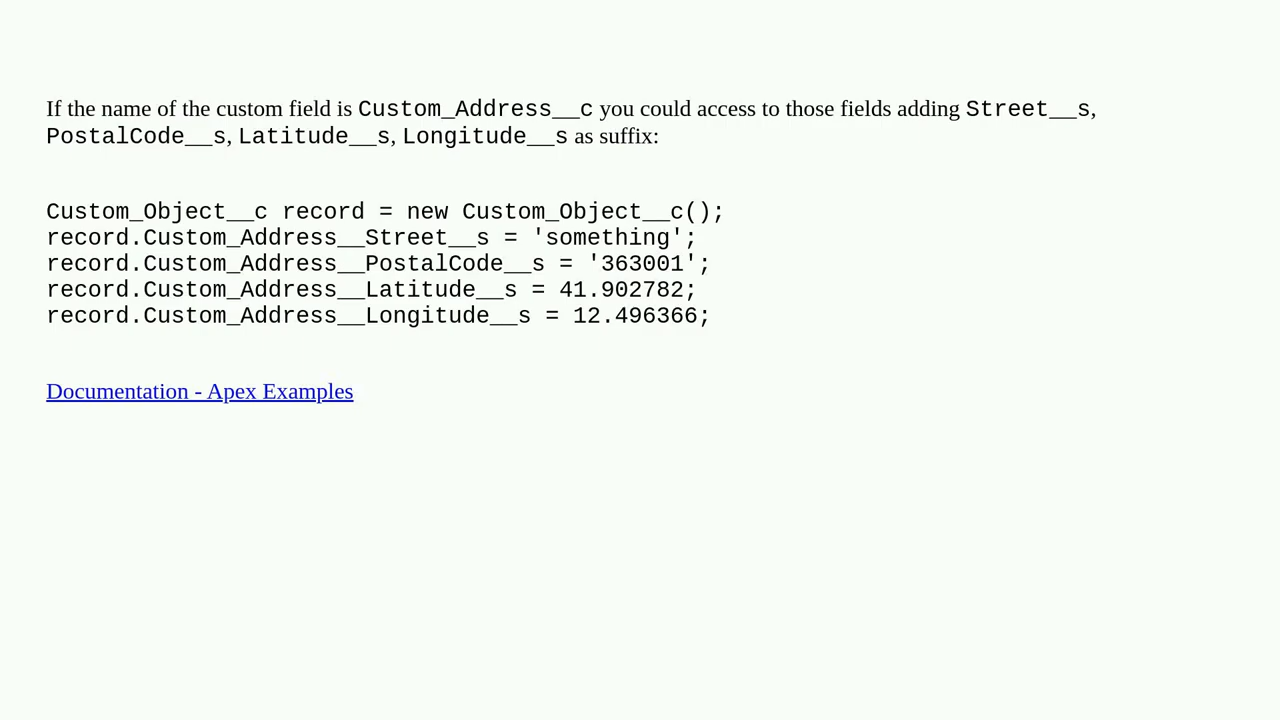 If the name of the custom field is Custom_Address__c you could access to those fields adding Street__s,
PostalCode__s, Latitude__s, Longitude__s as suffix:
Custom_Object__c record = new Custom_Object__c();
record.Custom_Address__Street__s = 'something';
record.Custom_Address__PostalCode__s = '363001';
record.Custom_Address__Latitude__s = 41.902782;
record.Custom_Address__Longitude__s = 12.496366;
Documentation - Apex Examples